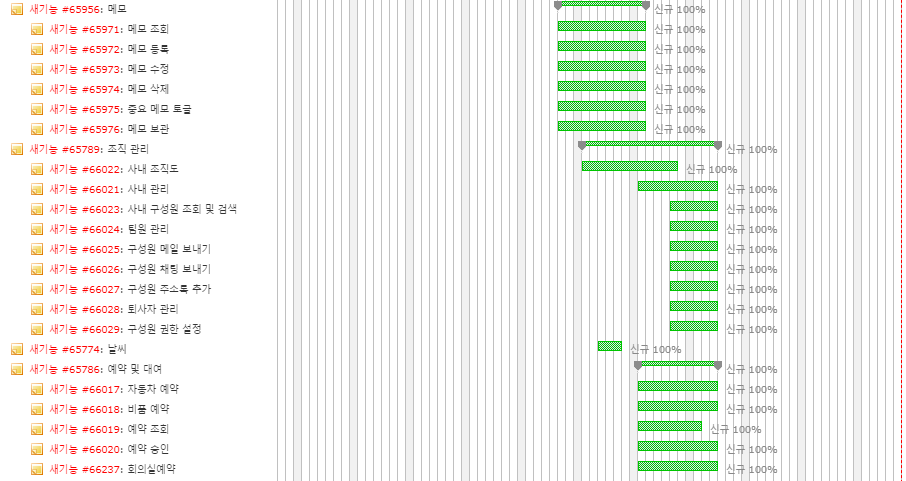 새기능 #65956: 메모 신규 100%
새기능 #65971: 메모 조회 신규 100%
새기능 #65972: 메모 등록 신규 100%
새기능 #65973: 메모 수정 신규 100%
새기능 #65974: 메모 삭제 신규 100%
새기능 #65975: 중요 메모 토글 신규 100%
새기능 #65976: 메모 보관 신규 100%
새기능 #65789: 조직 관리 신규 100%
새기능 #66022: 사내 조직도 신규 100%
새기능 #66021: 사내 관리 신규 100%
새기능 #66023: 사내 구성원 조회 및 검색 신규 100%
새기능 #66024: 팀원 관리 신규 100%
새기능 #66025: 구성원 메일 보내기 신규 100%
새기능 #66026: 구성원 채팅 보내기 신규 100%
새기능 #66027: 구성원 주소록 추가 신규 100%
새기능 #66028: 퇴사자 관리 신규 100%
새기능 #66029: 구성원 권한 설정 신규 100%
새기능 #65774: 날씨 신규 100%
새기능 #65786: 예약 및 대여 신규 100%
새기능 #66017: 자동차 예약 신규 100%
새기능 #66018: 비품 예약 신규 100%
새기능 #66019: 예약 조회 신규 100%
새기능 #66020: 예약 승인 신규 100%
새기능 #66237: 회의실예약 신규 100%